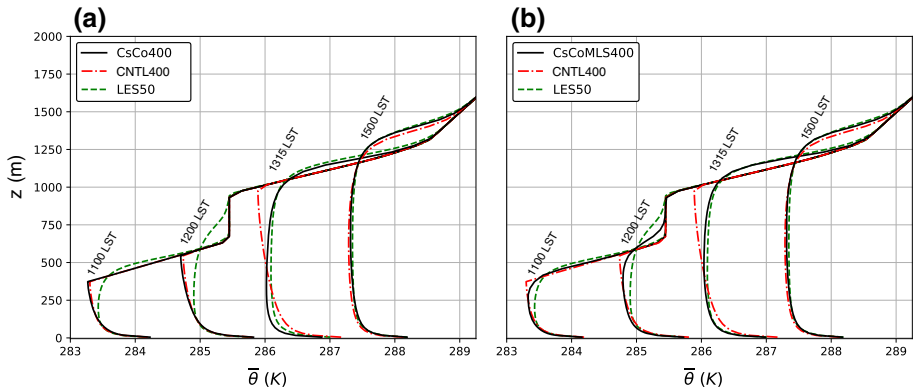 (a)
2000
1750
1500
1250
1000
750
500
250
0
z (m)
CsCo400
CNTL400
LES50
1100 LST
1200 LST
1315 LST
1500 LST
283 284 285 286 287 288 289
θ (K)
(b)
CsCoMLS400
CNTL400
LES50
1100 LST
1200 LST
1315 LST
1500 LST
283 284 285 286 287 288 289
θ (K)